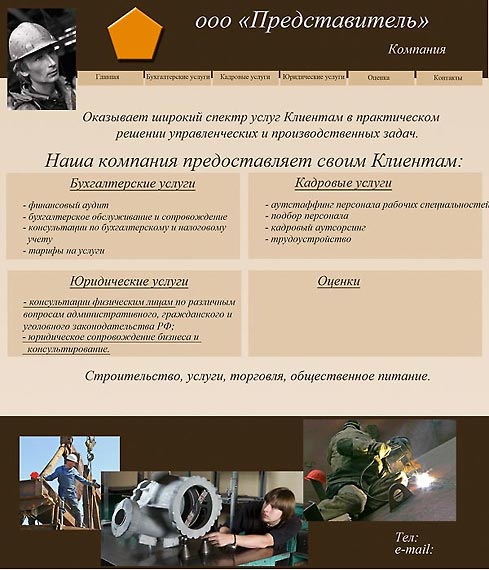 ооо «Представитель»
Компания
Главная
Бухгалтерские услуги
Кадровые услуги
Юридические услуги
Оценка
Контакты
Оказывает широкий спектр услуг Клиентам в практическом
решении управленческих и производственных задач.
Наша компания предоставляет своим Клиентам:
Бухгалтерские услуги
- финансовый аудит
- бухгалтерское обслуживание и сопровождение
- консультации по бухгалтерскому и налоговому
учету
- тарифы на услуги
Кадровые услуги
- аутстаффинг персонала рабочих специальностей
- подбор персонала
- кадровый аутсорсинг
- трудоустройство
Юридические услуги
- консультации физическим лицам по различным
вопросам административного, гражданского и
уголовного законодательства РФ;
- юридическое сопровождение бизнеса и
консультирование.
Оценки
Строительство, услуги, торговля, общественное питание.
Тел:
e-mail: